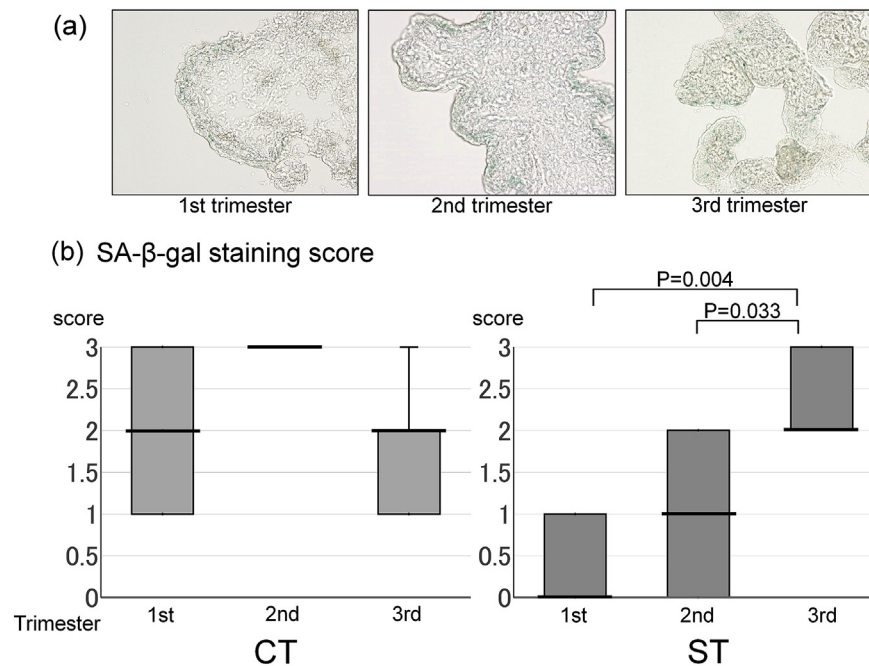 (a)
1st trimester 2nd trimester 3rd trimester
(b) SA-β-gal staining score
P=0.004
P=0.033
score
3
2.5
2
1.5
1
0.5
0
Trimester 1st 2nd 3rd
CT
score
3
2.5
2
1.5
1
0.5
0
1st 2nd 3rd
ST